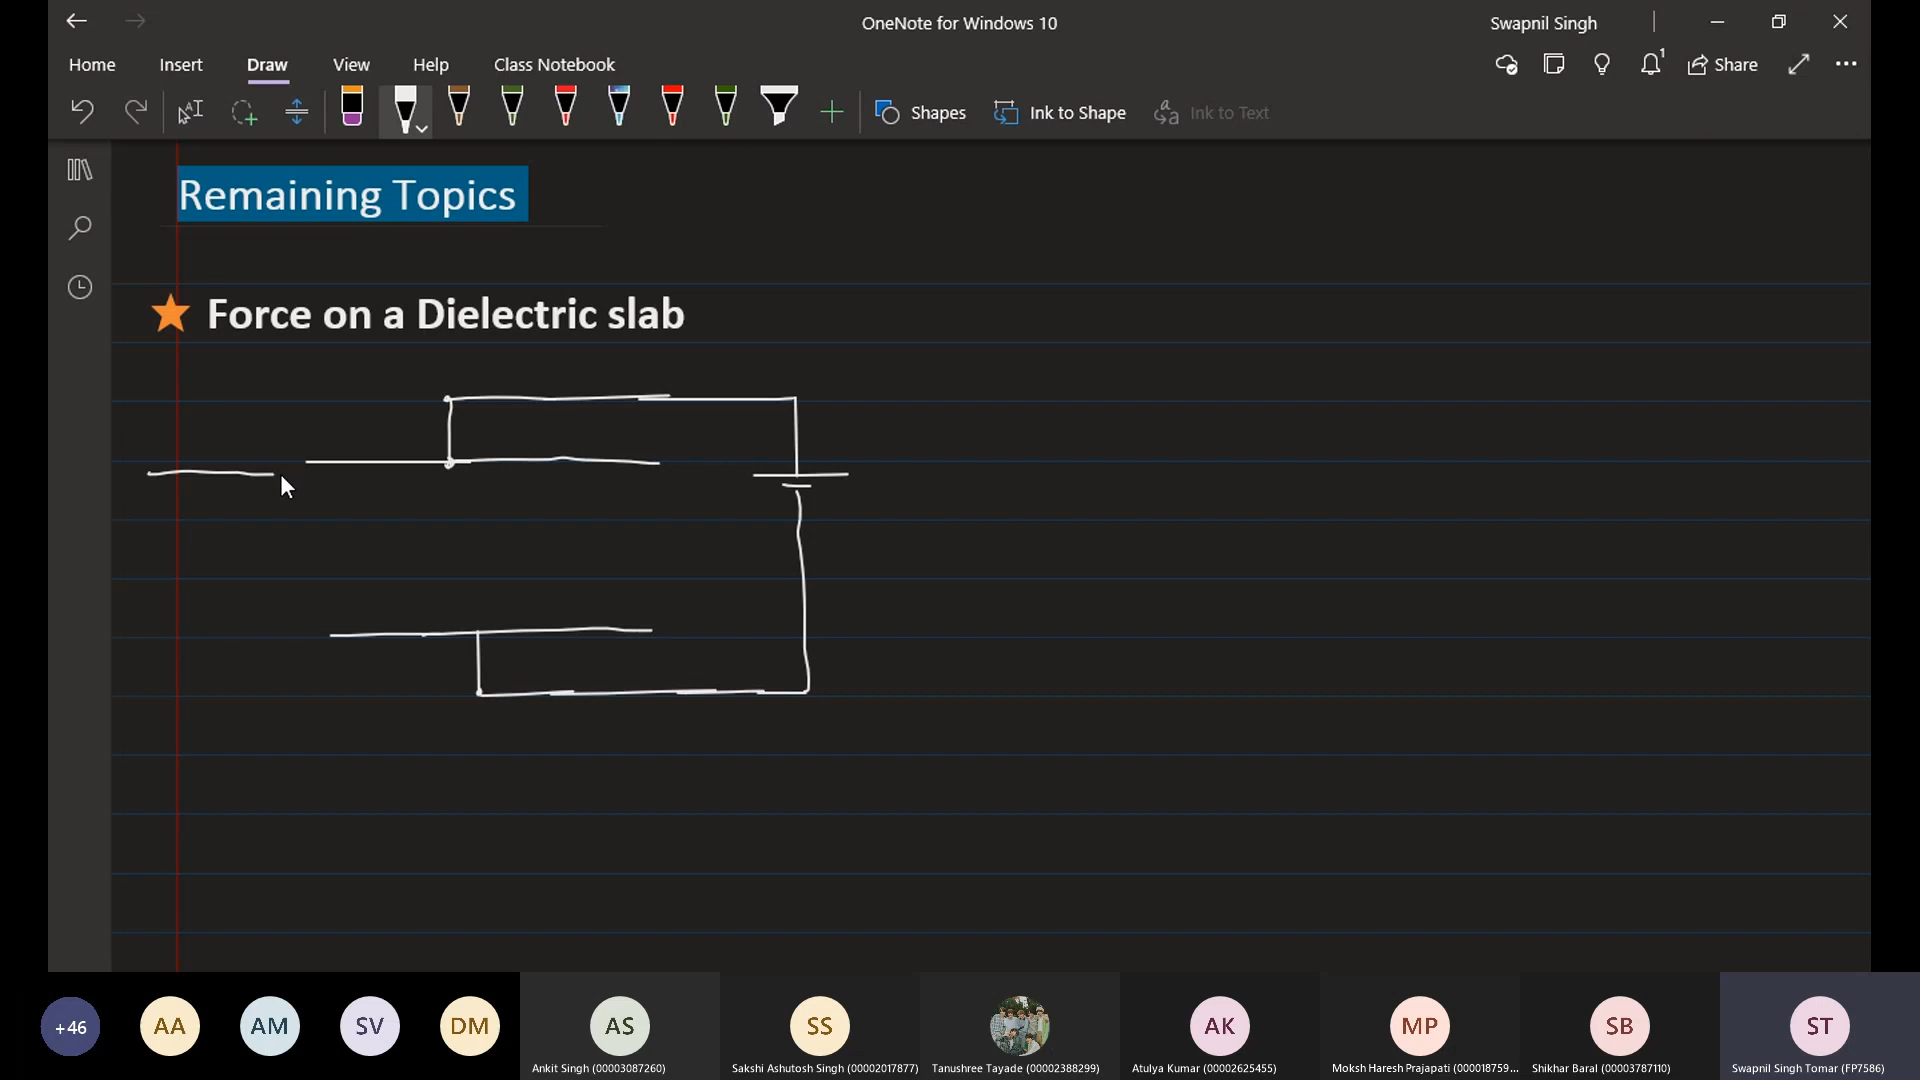 OneNote for Windows 10
Swapnil Singh
Home Insert Draw View Help Class Notebook
1
Share
Shapes Ink to Shape Ink to Text
Remaining Topics
Force on a Dielectric slab
+46 AA AM SV DM AS SS AK MP SB ST
Ankit Singh (00003087260) Sakshi Ashutosh Singh (00002017877) Tanushree Tayade (00002388299) Atulya Kumar (00002625455) Moksh Haresh Prajapati (000018759... Shikhar Baral (00003787110) Swapnil Singh Tomar (FP7586)